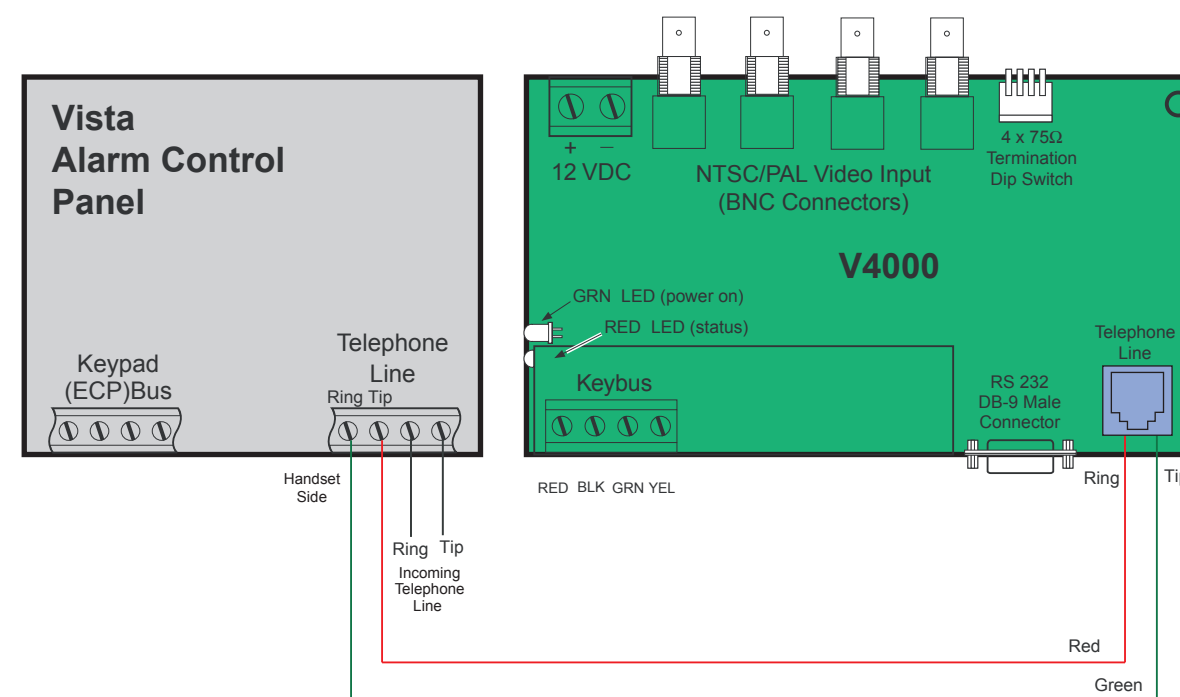 Vista
Alarm Control
Panel
Keypad
(ECP)Bus
Telephone
Line
Ring Tip
Handset
Side
Ring Tip
Incoming
Telephone
Line
+ −
12 VDC
NTSC/PAL Video Input
(BNC Connectors)
4 x 75Ω
Termination
Dip Switch
V4000
GRN LED (power on)
RED LED (status)
Keybus
RED BLK GRN YEL
RS 232
DB-9 Male
Connector
Telephone
Line
Ring
Red
Green